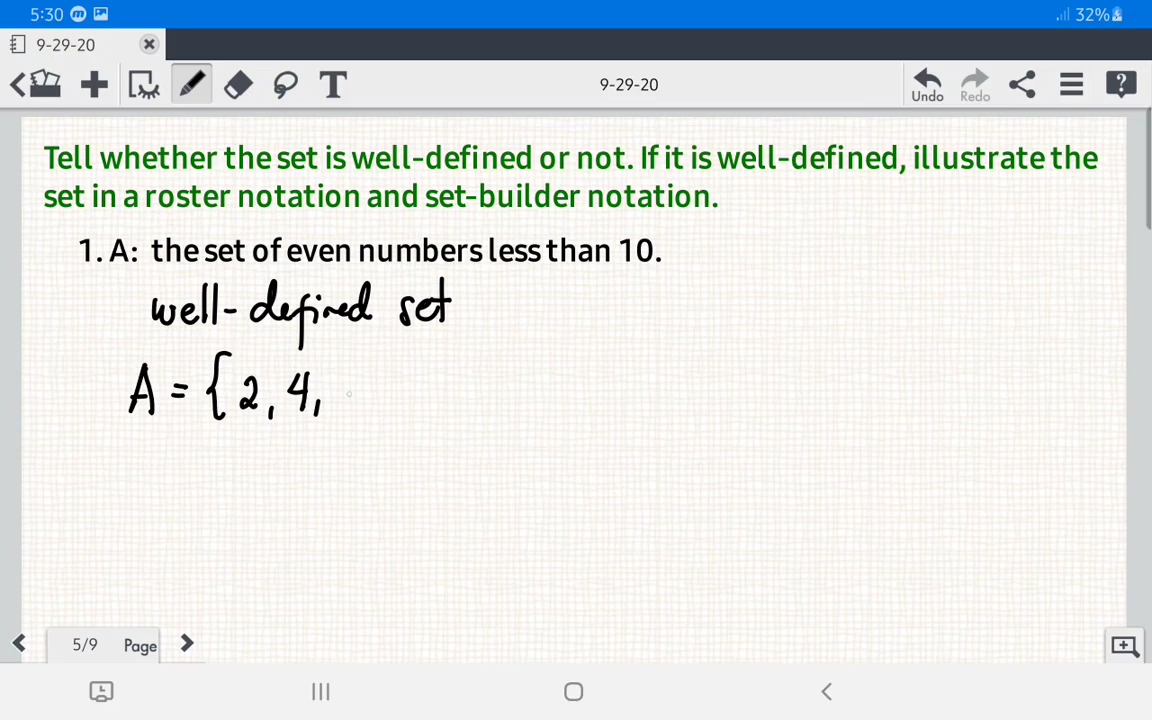 5:30 32%
9-29-20
T 9-29-20 Undo Redo ?
Tell whether the set is well-defined or not. If it is well-defined, illustrate the
set in a roster notation and set-builder notation.
1. A: the set of even numbers less than 10.
well-defined set
A = { 2, 4,
5/9 Page